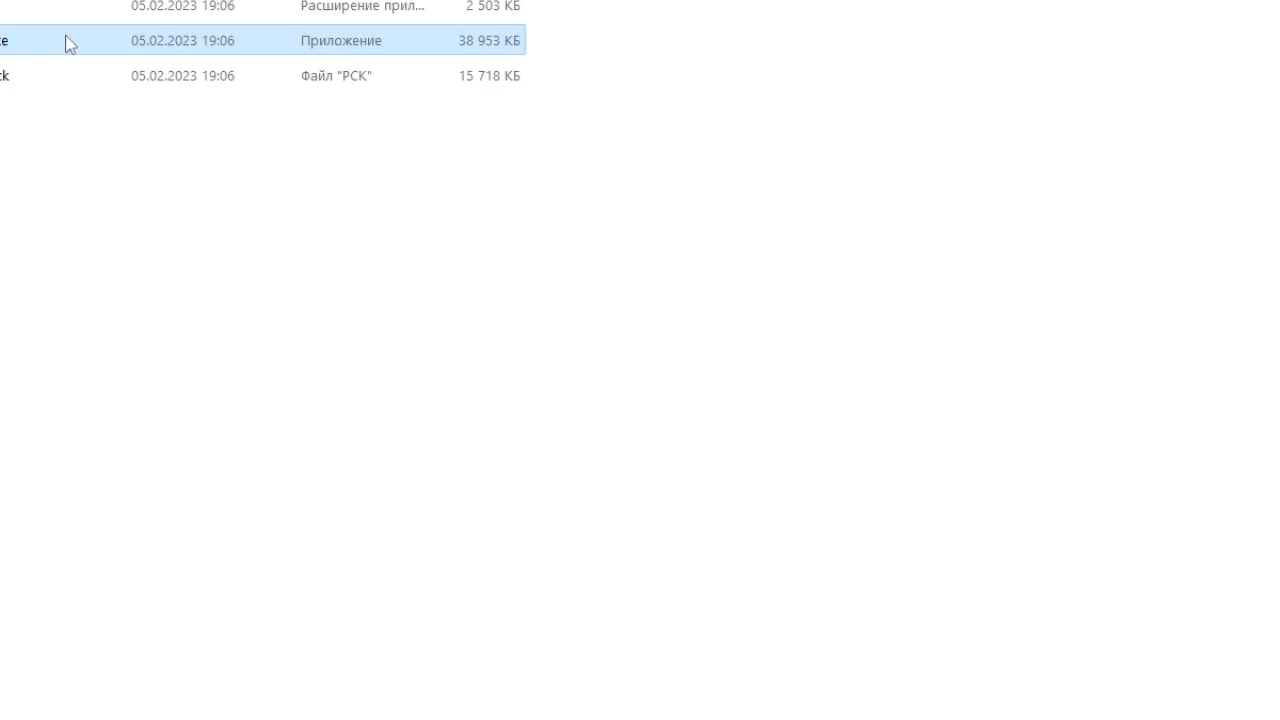 05.02.2023 19:06 Расширение прил... 2 503 КБ
05.02.2023 19:06 Приложение 38 953 КБ
05.02.2023 19:06 Файл "PCK" 15 718 КБ